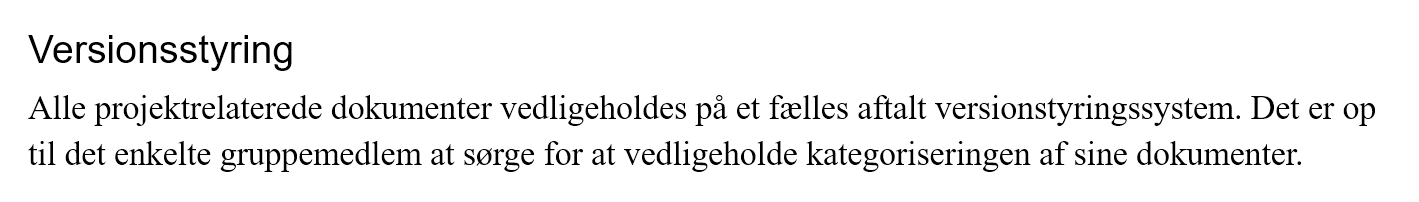 Versionsstyring
Alle projektrelaterede dokumenter vedligeholdes på et fælles aftalt versionstyringssystem. Det er op
til det enkelte gruppemedlem at sørge for at vedligeholde kategoriseringen af sine dokumenter.